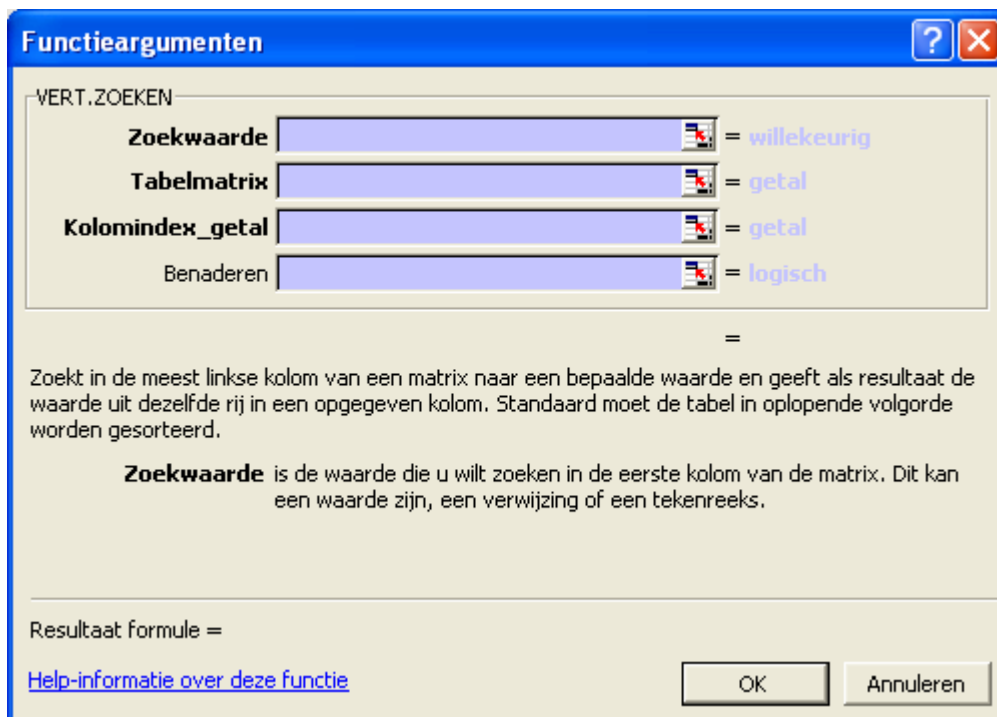 Functieargumenten
VERT.ZOEKEN
Zoekwaarde = willekeurig
Tabelmatrix = getal
Kolomindex_getal = getal
Benaderen = logisch
=
Zoekt in de meest linkse kolom van een matrix naar een bepaalde waarde en geeft als resultaat de
waarde uit dezelfde rij in een opgegeven kolom. Standaard moet de tabel in oplopende volgorde
worden gesorteerd.
Zoekwaarde is de waarde die u wilt zoeken in de eerste kolom van de matrix. Dit kan
een waarde zijn, een verwijzing of een tekenreeks.
Resultaat formule =
Help-informatie over deze functie
OK Annuleren